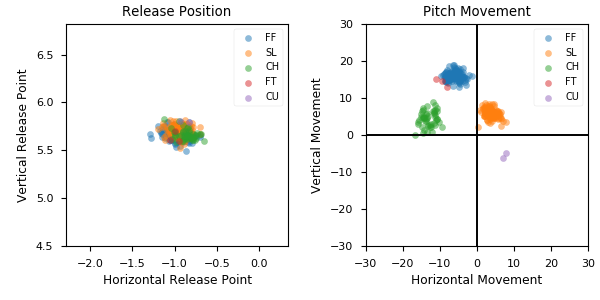 Release Position
Vertical Release Point
6.5
6.0
5.5
5.0
4.5
−2.0
−1.5
−1.0
−0.5
0.0
Horizontal Release Point
FF
SL
CH
FT
CU
Pitch Movement
Vertical Movement
30
20
10
0
−10
−20
−30
−30
−20
−10
0
10
20
30
Horizontal Movement
FF
SL
CH
FT
CU